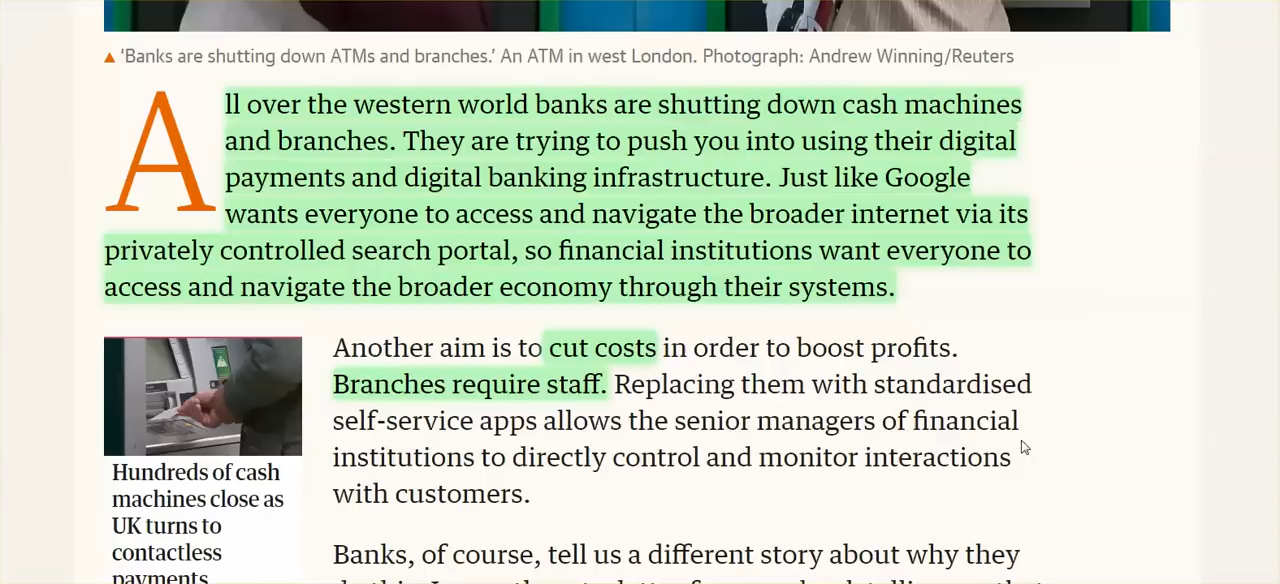 'Banks are shutting down ATMs and branches.' An ATM in west London. Photograph: Andrew Winning/Reuters
All over the western world banks are shutting down cash machines
and branches. They are trying to push you into using their digital
payments and digital banking infrastructure. Just like Google
wants everyone to access and navigate the broader internet via its
privately controlled search portal, so financial institutions want everyone to
access and navigate the broader economy through their systems.
Another aim is to cut costs in order to boost profits.
Branches require staff. Replacing them with standardised
self-service apps allows the senior managers of financial
institutions to directly control and monitor interactions
with customers.
Hundreds of cash
machines close as
UK turns to
contactless
payments
Banks, of course, tell us a different story about why they